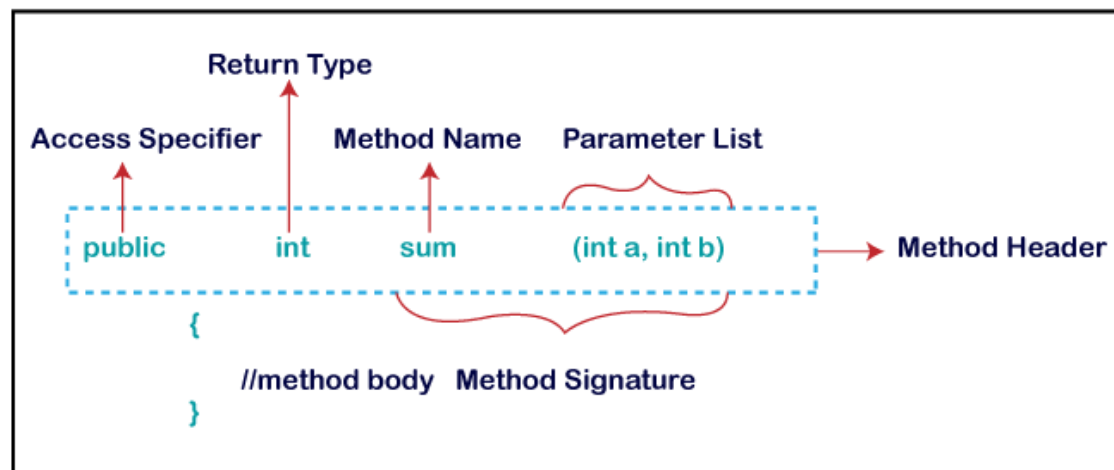 Return Type
Access Specifier Method Name Parameter List
public int sum (int a, int b) Method Header
{
//method body Method Signature
}